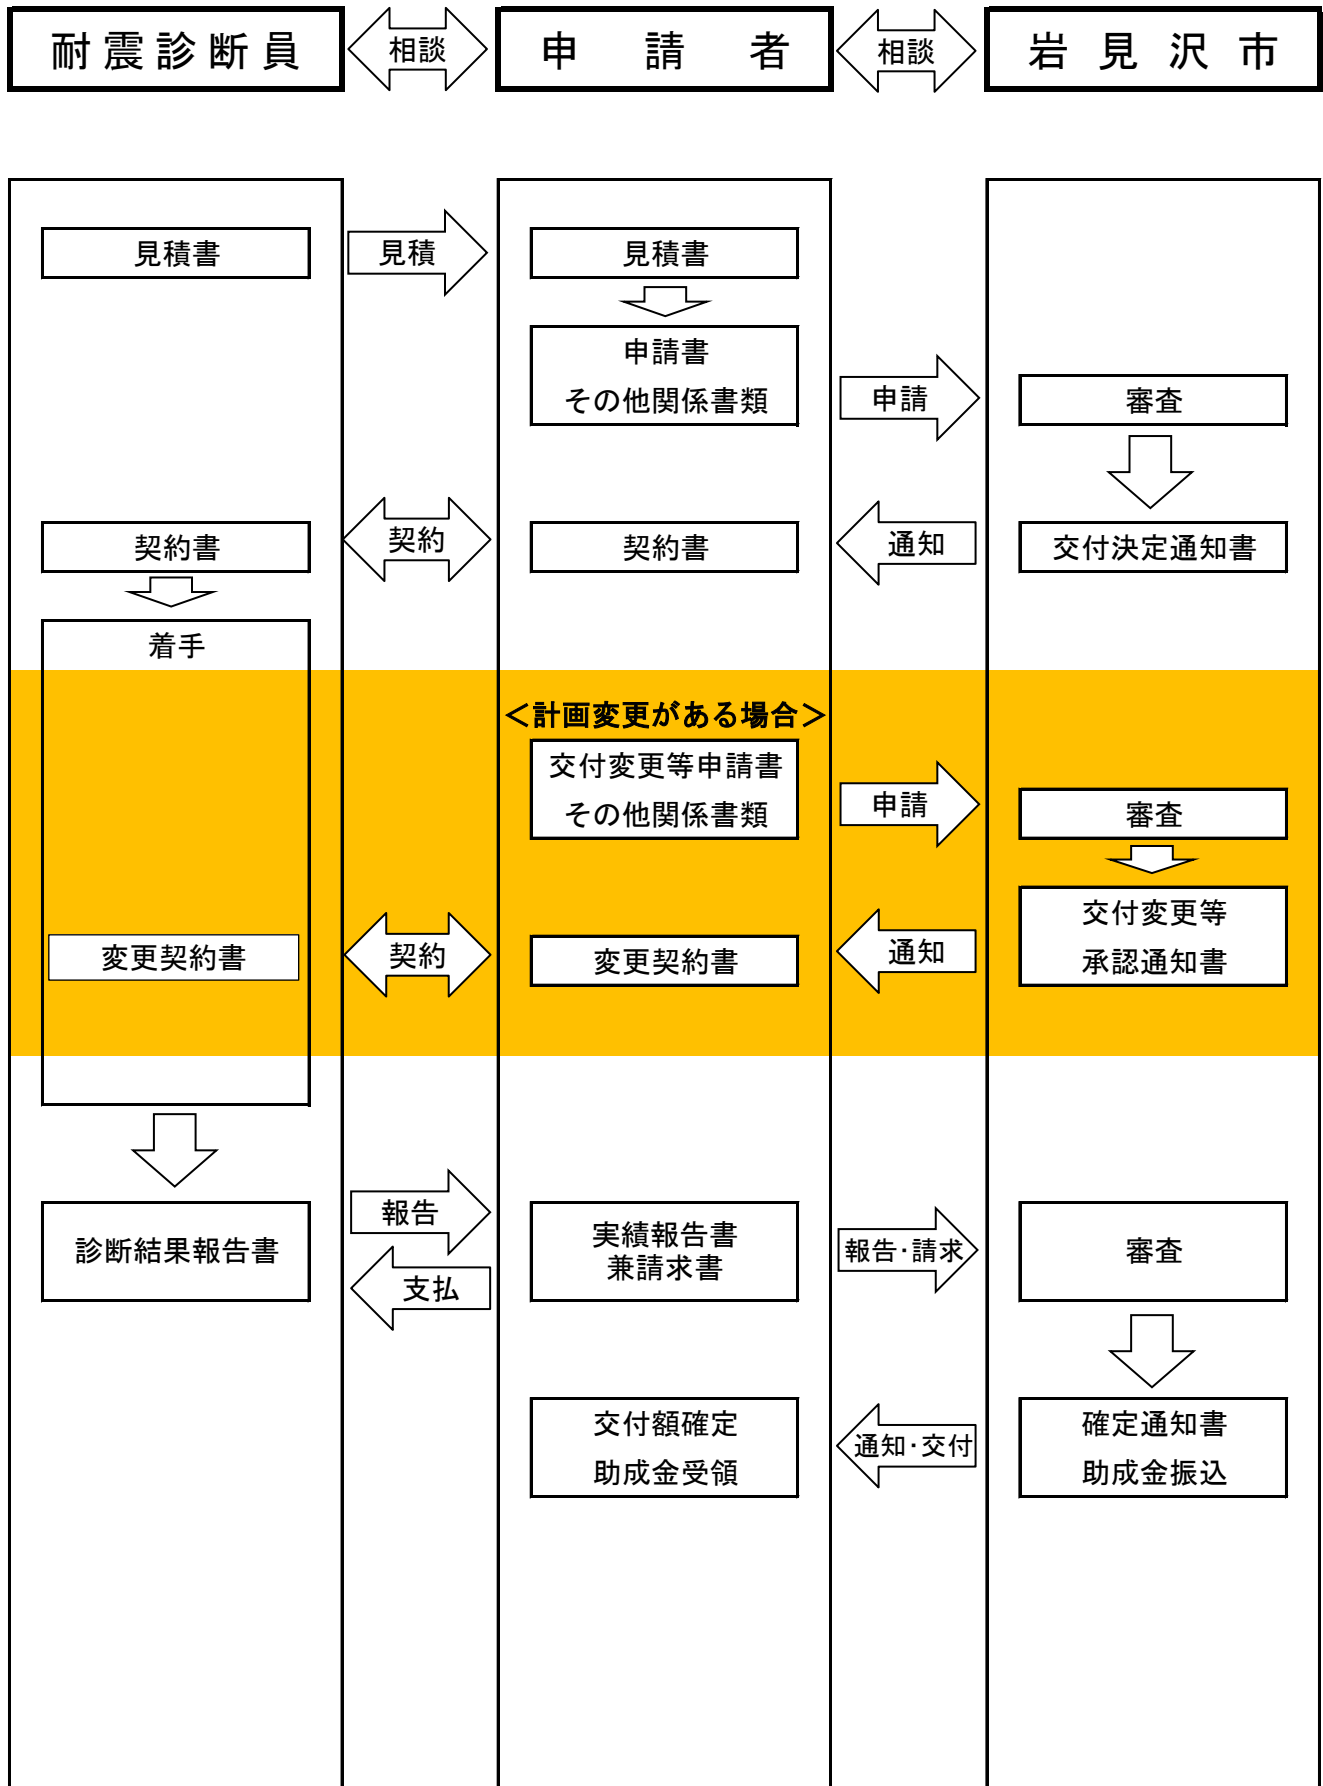 耐震診断員
相談
申請者
相談
岩見沢市
見積書
見積
見積書
申請書
その他関係書類
申請
審査
契約書
契約
契約書
通知
交付決定通知書
着手
＜計画変更がある場合＞
交付変更等申請書
その他関係書類
申請
審査
変更契約書
契約
変更契約書
通知
交付変更等
承認通知書
診断結果報告書
報告
支払
実績報告書
兼請求書
報告・請求
審査
交付額確定
助成金受領
通知・交付
確定通知書
助成金振込